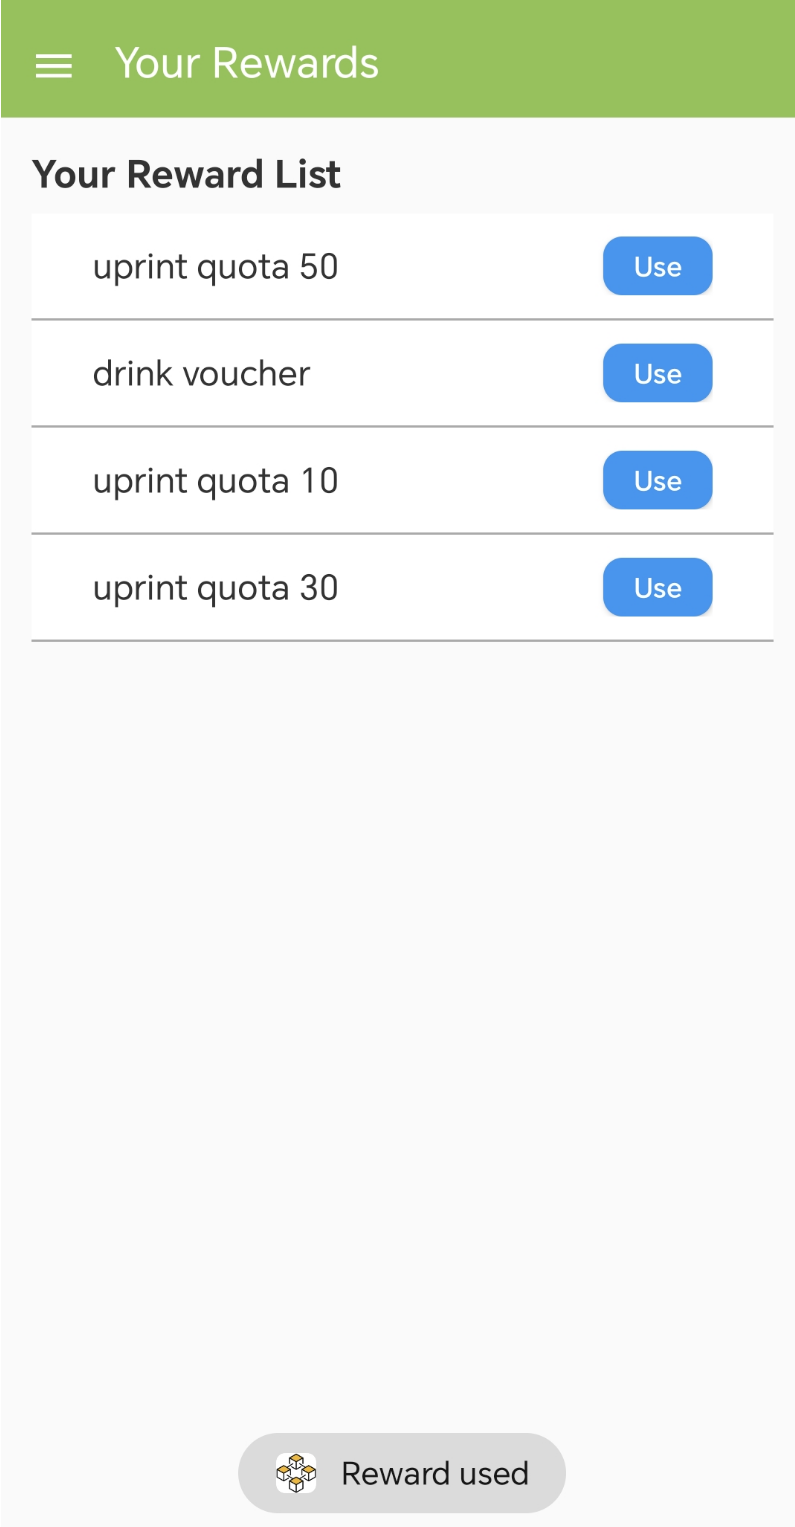 Your Rewards
Your Reward List
uprint quota 50
Use
drink voucher
Use
uprint quota 10
Use
uprint quota 30
Use
Reward used